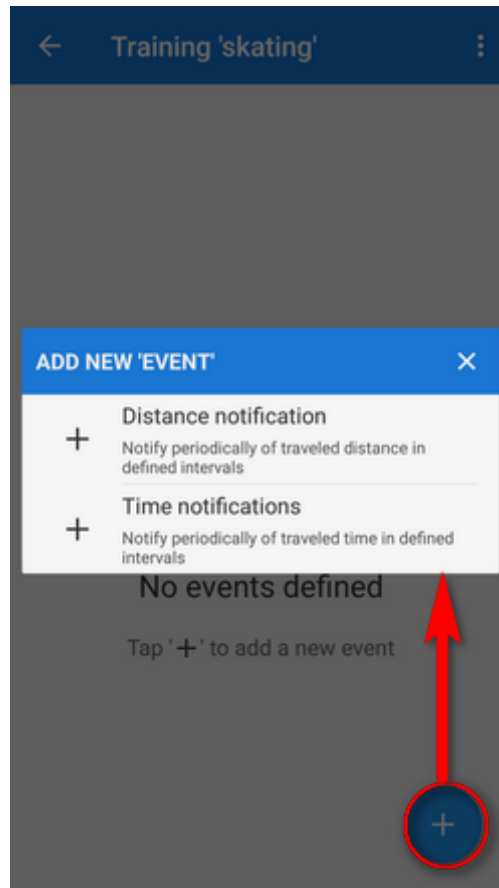 Training 'skating'
ADD NEW 'EVENT'
Distance notification
Notify periodically of traveled distance in
defined intervals
Time notifications
Notify periodically of traveled time in defined
intervals
No events defined
Tap '+' to add a new event